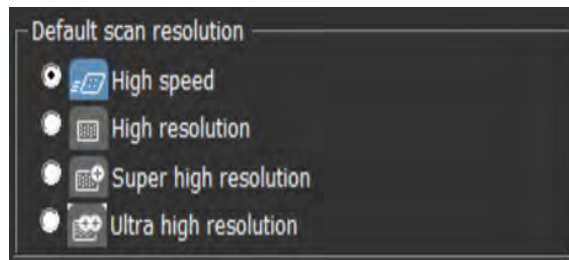 Default scan resolution
High speed
High resolution
Super high resolution
Ultra high resolution